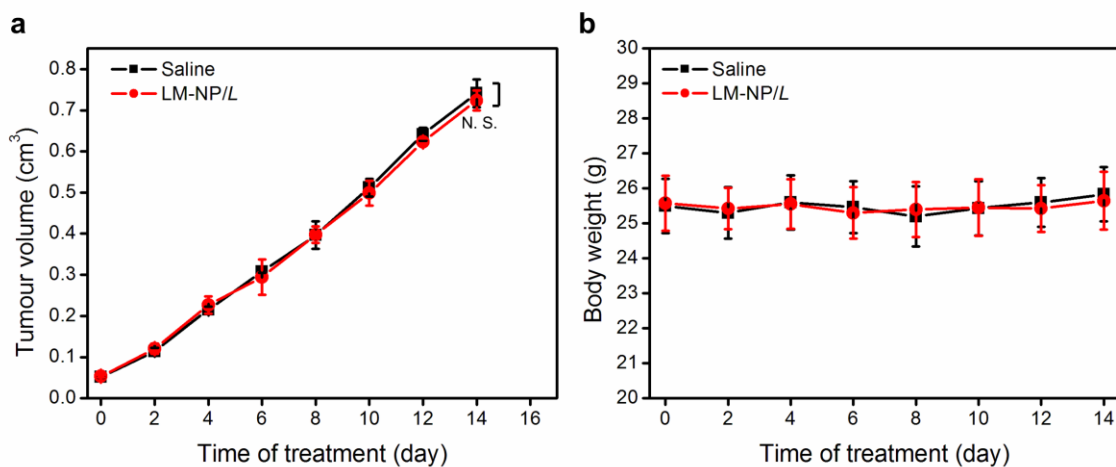 a
Saline
LM-NP/L
N. S.
Tumour volume (cm³)
0.8
0.7
0.6
0.5
0.4
0.3
0.2
0.1
0.0
0 2 4 6 8 10 12 14 16
Time of treatment (day)
b
Saline
LM-NP/L
Body weight (g)
30
29
28
27
26
25
24
23
22
21
20
0 2 4 6 8 10 12 14
Time of treatment (day)